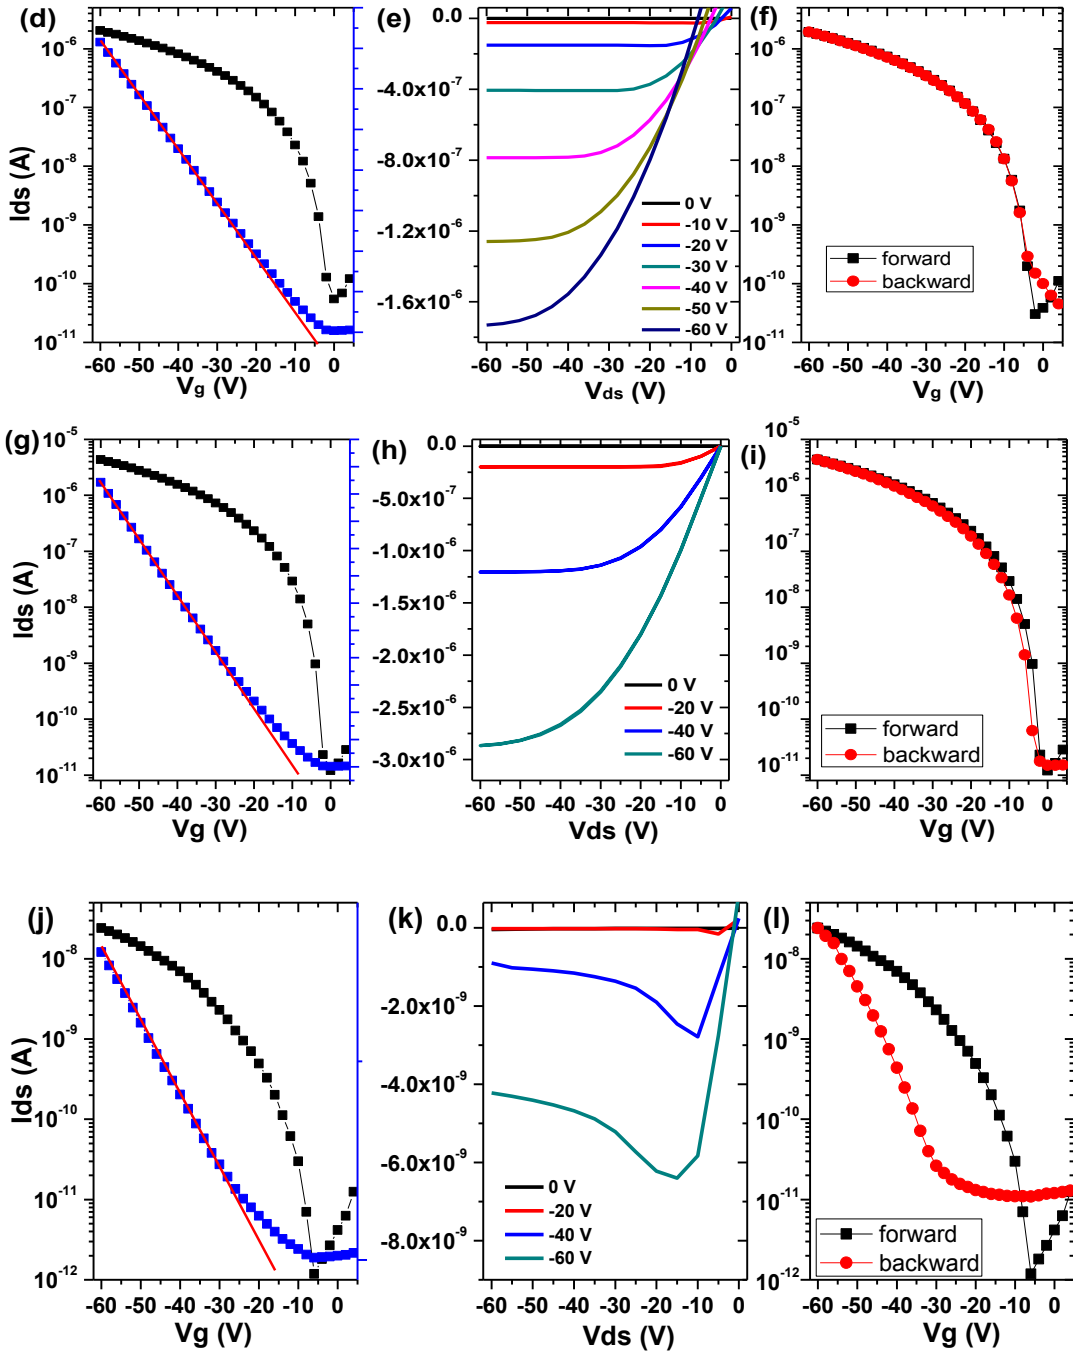 (d)
10⁻⁶
10⁻⁷
10⁻⁸
10⁻⁹
10⁻¹⁰
10⁻¹¹
Ids (A)
-60 -50 -40 -30 -20 -10 0
Vg (V)
(e)
0.0
-4.0x10⁻⁷
-8.0x10⁻⁷
-1.2x10⁻⁶
-1.6x10⁻⁶
0 V
-10 V
-20 V
-30 V
-40 V
-50 V
-60 V
-60 -50 -40 -30 -20 -10 0
Vds (V)
(f)
10⁻⁶
10⁻⁷
10⁻⁸
10⁻⁹
10⁻¹⁰
10⁻¹¹
forward
backward
-60 -50 -40 -30 -20 -10 0
Vg (V)
(g)
10⁻⁵
10⁻⁶
10⁻⁷
10⁻⁸
10⁻⁹
10⁻¹⁰
10⁻¹¹
Ids (A)
-60 -50 -40 -30 -20 -10 0
Vg (V)
(h)
0.0
-5.0x10⁻⁷
-1.0x10⁻⁶
-1.5x10⁻⁶
-2.0x10⁻⁶
-2.5x10⁻⁶
-3.0x10⁻⁶
0 V
-20 V
-40 V
-60 V
-60 -50 -40 -30 -20 -10 0
Vds (V)
(i)
10⁻⁵
10⁻⁶
10⁻⁷
10⁻⁸
10⁻⁹
10⁻¹⁰
10⁻¹¹
forward
backward
-60 -50 -40 -30 -20 -10 0
Vg (V)
(j)
10⁻⁸
10⁻⁹
10⁻¹⁰
10⁻¹¹
10⁻¹²
Ids (A)
-60 -50 -40 -30 -20 -10 0
Vg (V)
(k)
0.0
-2.0x10⁻⁹
-4.0x10⁻⁹
-6.0x10⁻⁹
-8.0x10⁻⁹
0 V
-20 V
-40 V
-60 V
-60 -50 -40 -30 -20 -10 0
Vds (V)
(l)
10⁻⁸
10⁻⁹
10⁻¹⁰
10⁻¹¹
10⁻¹²
forward
backward
-60 -50 -40 -30 -20 -10 0
Vg (V)